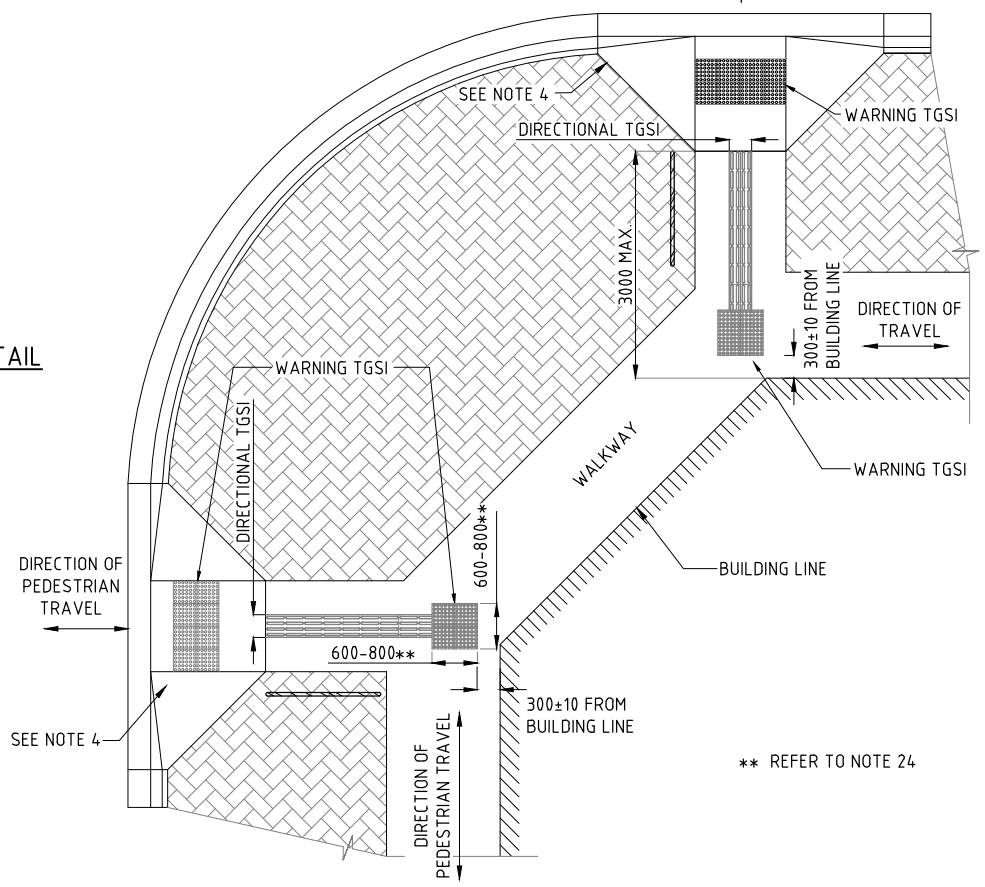 SEE NOTE 4
WARNING TGSI
DIRECTIONAL TGSI
3000 MAX.
300±10 FROM
BUILDING LINE
DIRECTION OF
TRAVEL
TAIL
WARNING TGSI
DIRECTIONAL TGSI
WALKWAY
WARNING TGSI
600-800**
BUILDING LINE
DIRECTION OF
PEDESTRIAN
TRAVEL
600-800**
300±10 FROM
BUILDING LINE
SEE NOTE 4
DIRECTION OF
PEDESTRIAN TRAVEL
** REFER TO NOTE 24